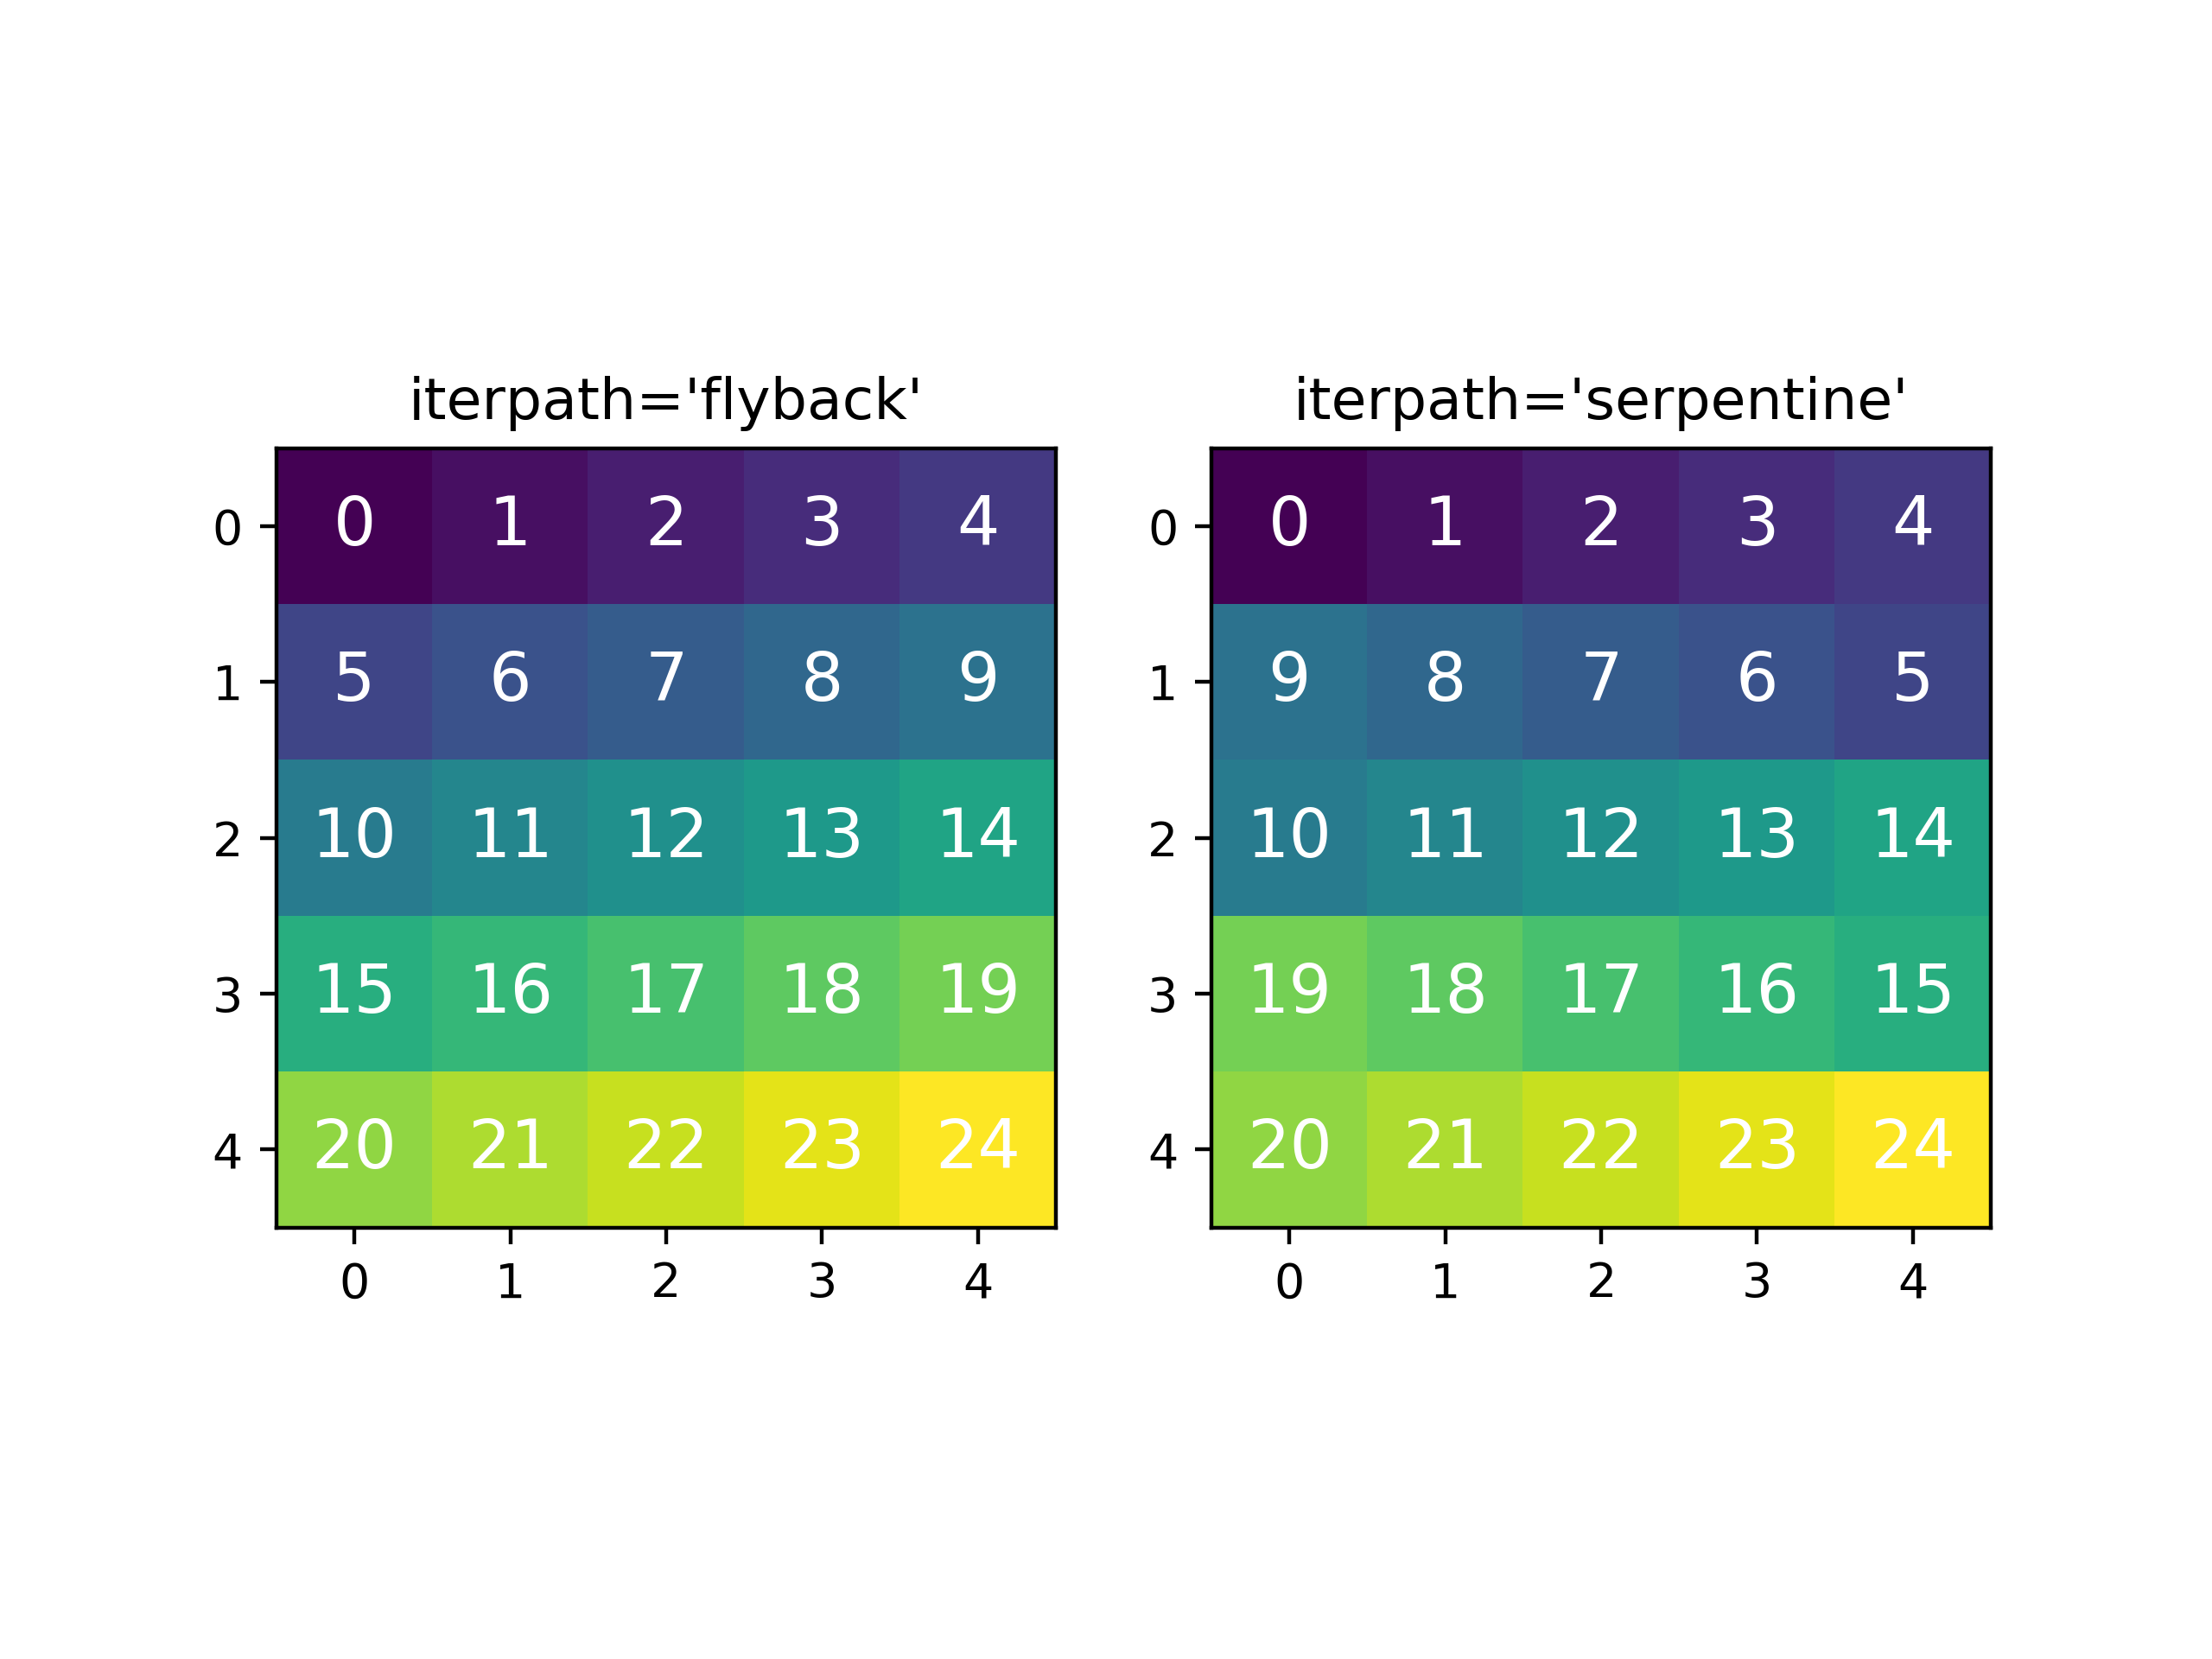 iterpath='flyback'
0 0 1 2 3 4
1 5 6 7 8 9
2 10 11 12 13 14
3 15 16 17 18 19
4 20 21 22 23 24
0 1 2 3 4
iterpath='serpentine'
0 0 1 2 3 4
1 9 8 7 6 5
2 10 11 12 13 14
3 19 18 17 16 15
4 20 21 22 23 24
0 1 2 3 4